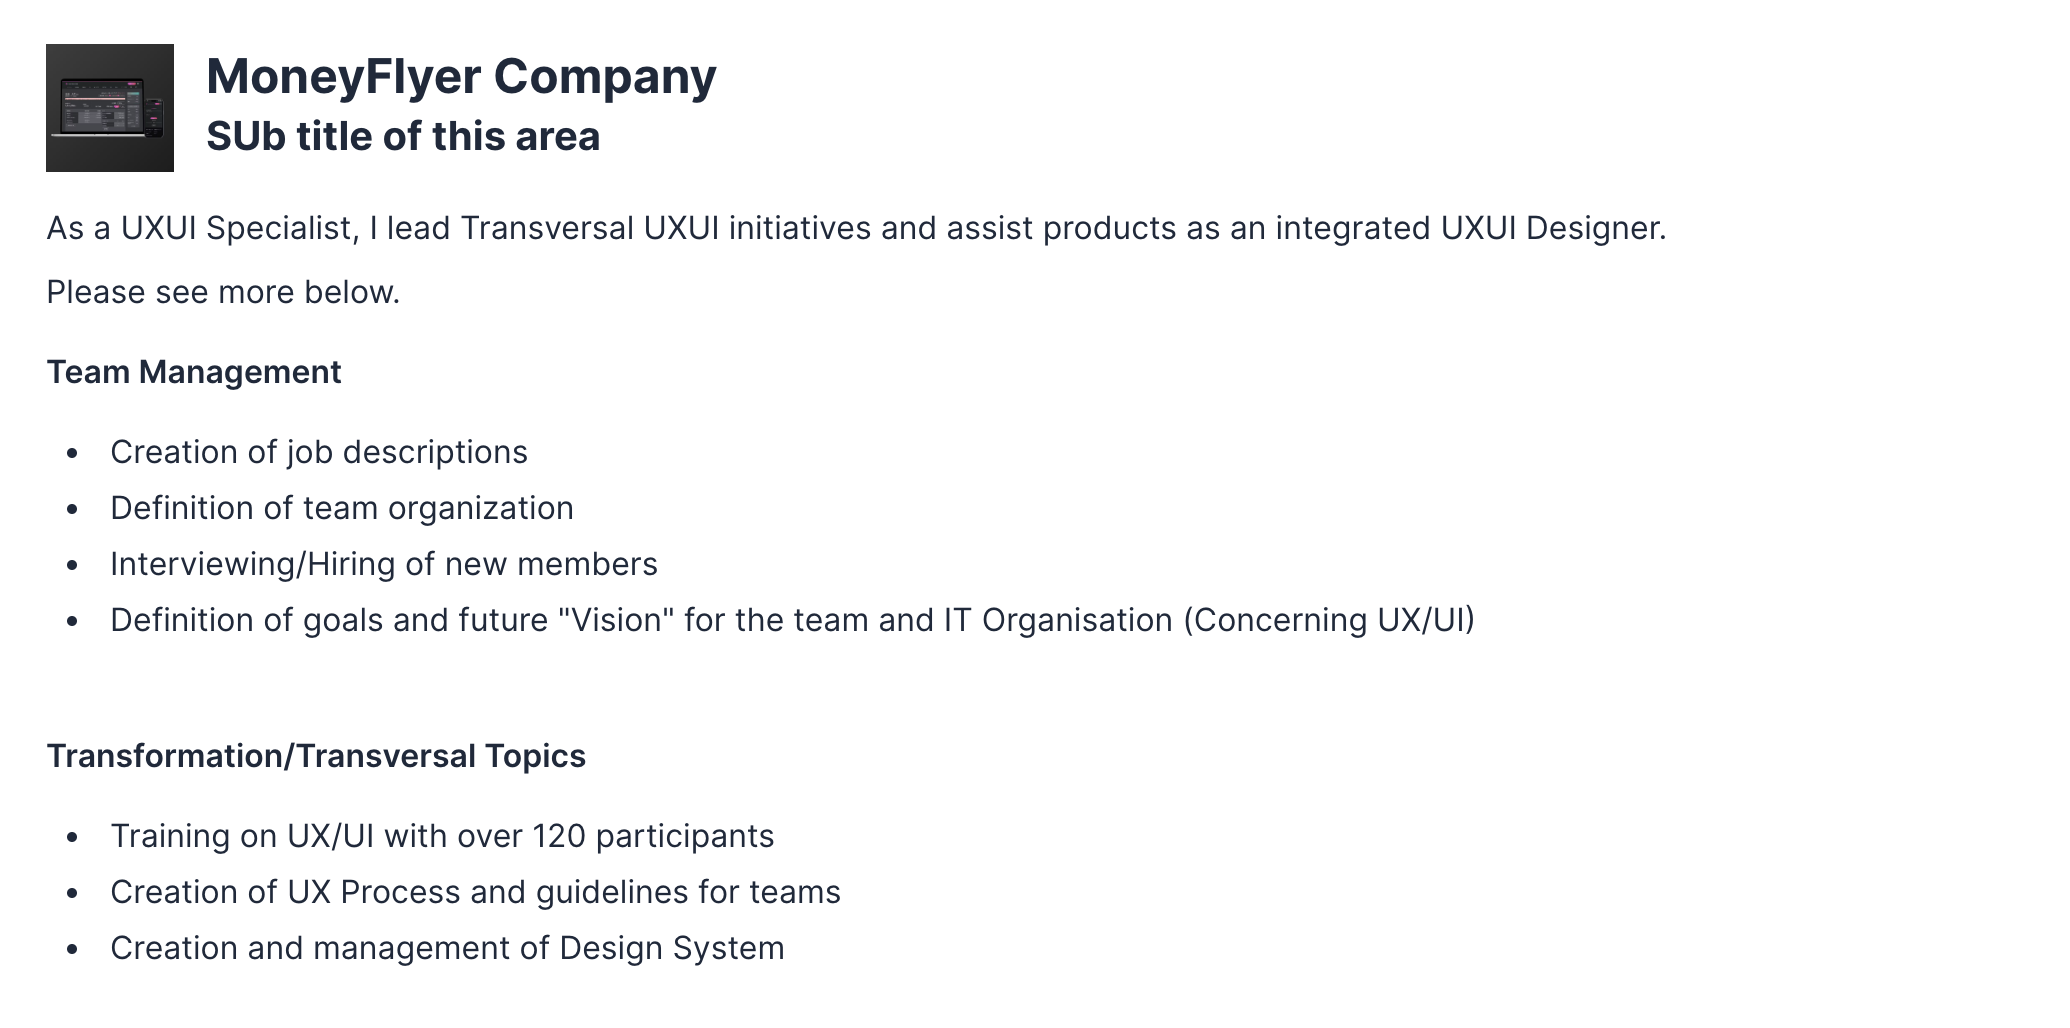 MoneyFlyer Company
SUb title of this area
As a UXUI Specialist, I lead Transversal UXUI initiatives and assist products as an integrated UXUI Designer.
Please see more below.
Team Management
• Creation of job descriptions
• Definition of team organization
• Interviewing/Hiring of new members
• Definition of goals and future "Vision" for the team and IT Organisation (Concerning UX/UI)
Transformation/Transversal Topics
• Training on UX/UI with over 120 participants
• Creation of UX Process and guidelines for teams
• Creation and management of Design System